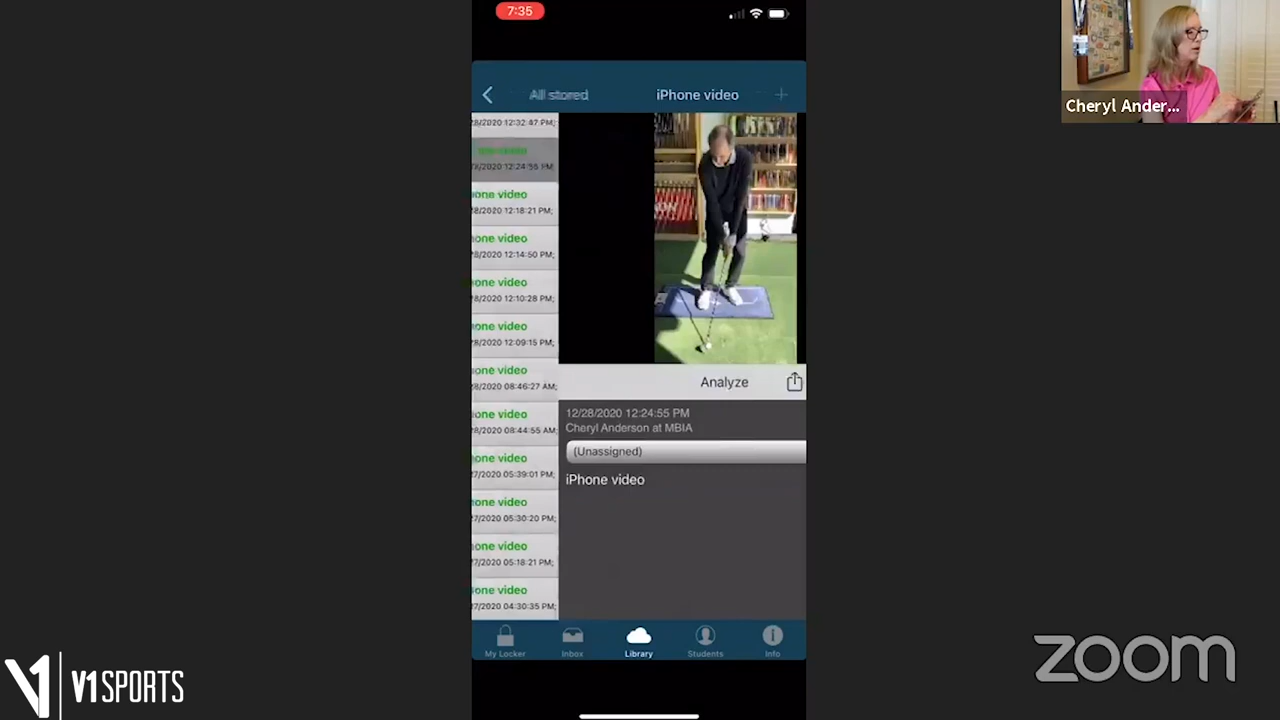 7:35
All stored
iPhone video
28/2020 12:32:47 PM;
12:24:55 PM;
one video
28/2020 12:18:21 PM;
one video
28/2020 12:14:50 PM;
one video
28/2020 12:10:28 PM;
one video
28/2020 12:09:15 PM;
one video
28/2020 08:46:27 AM;
one video
28/2020 08:44:55 AM;
one video
27/2020 05:39:01 PM;
one video
27/2020 05:30:20 PM;
one video
27/2020 05:18:21 PM;
one video
27/2020 04:30:35 PM;
Analyze
12/28/2020 12:24:55 PM
Cheryl Anderson at MBIA
(Unassigned)
iPhone video
My Locker
Inbox
Library
Students
Info
Cheryl Ander...
V1 SPORTS
zoom